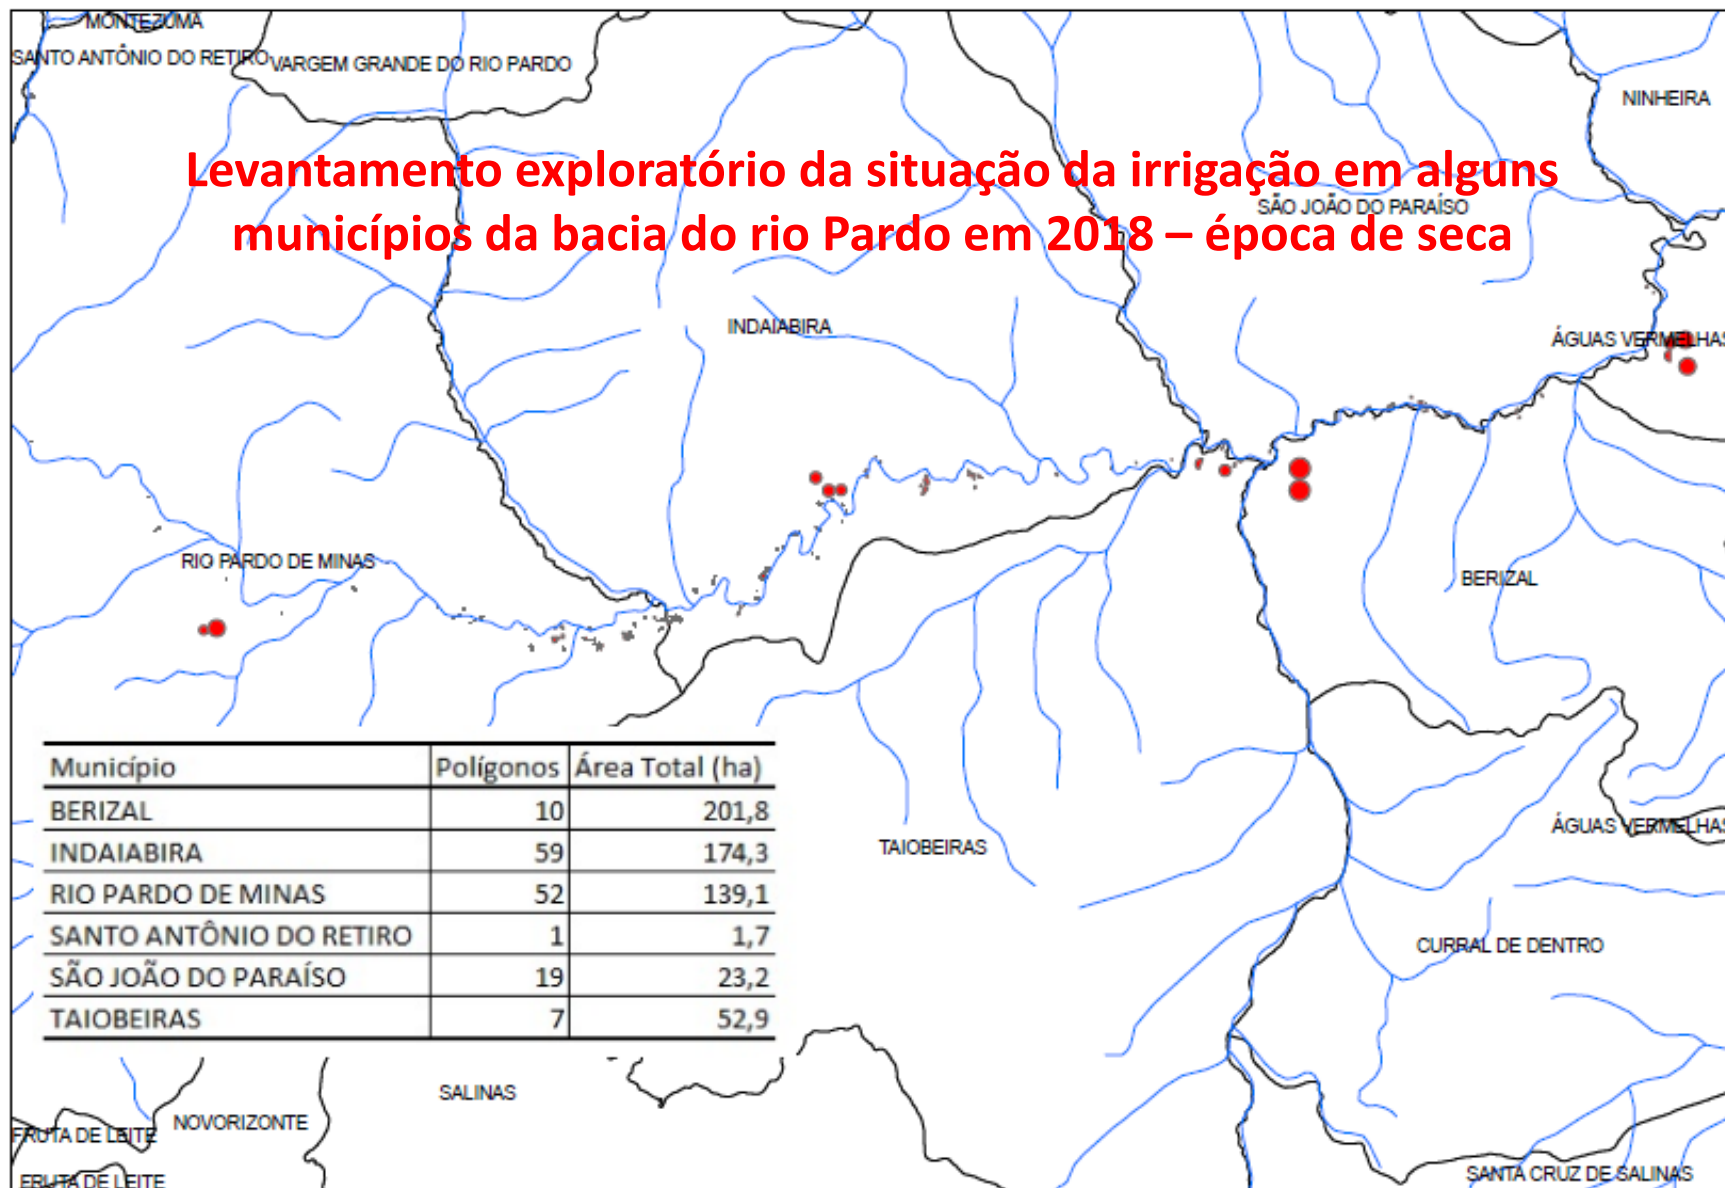 MONTEZUMA
SANTO ANTÔNIO DO RETIRO
VARGEM GRANDE DO RIO PARDO
NINHEIRA
Levantamento exploratório da situação da irrigação em alguns
municípios da bacia do rio Pardo em 2018 – época de seca
SÃO JOÃO DO PARAÍSO
INDAIABIRA
ÁGUAS VERMELHAS
RIO PARDO DE MINAS
BERIZAL
Município Polígonos Área Total (ha)
BERIZAL 10 201,8
INDAIABIRA 59 174,3
RIO PARDO DE MINAS 52 139,1
SANTO ANTÔNIO DO RETIRO 1 1,7
SÃO JOÃO DO PARAÍSO 19 23,2
TAIOBEIRAS 7 52,9
ÁGUAS VERMELHAS
TAIOBEIRAS
CURRAL DE DENTRO
SALINAS
NOVORIZONTE
FRUTA DE LEITE
SANTA CRUZ DE SALINAS
FRUTA DE LEITE